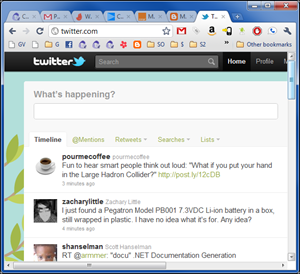 twitter.com
GV
S
S2
Other bookmarks
twitter
Search
Home
Profile
What's happening?
Timeline @Mentions Retweets Searches Lists
pourmecoffee pourmecoffee
Fun to hear smart people think out loud: "What if you put your hand
in the Large Hadron Collider?" http://post.ly/12cDB
3 minutes ago
zacharylittle Zachary Little
I just found a Pegatron Model PB001 7.3VDC Li-ion battery in a box,
still wrapped in plastic. I have no idea what it's for. Any idea?
4 minutes ago
shanselman Scott Hanselman
RT @armmer: "docu" .NET Documentation Generation